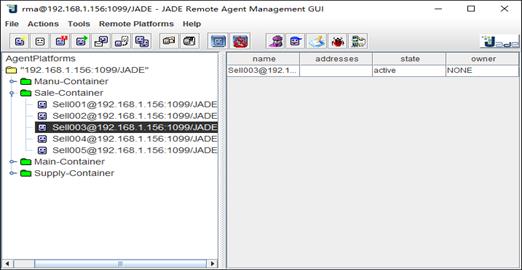 rma@192.168.1.156:1099/JADE - JADE Remote Agent Management GUI
File Actions Tools Remote Platforms Help
Jade
AgentPlatforms
"192.168.1.156:1099/JADE"
Manu-Container
Sale-Container
Sell001@192.168.1.156:1099/JADE
Sell002@192.168.1.156:1099/JADE
Sell003@192.168.1.156:1099/JADE
Sell004@192.168.1.156:1099/JADE
Sell005@192.168.1.156:1099/JADE
Main-Container
Supply-Container
name addresses state owner
Sell003@192.1... active NONE